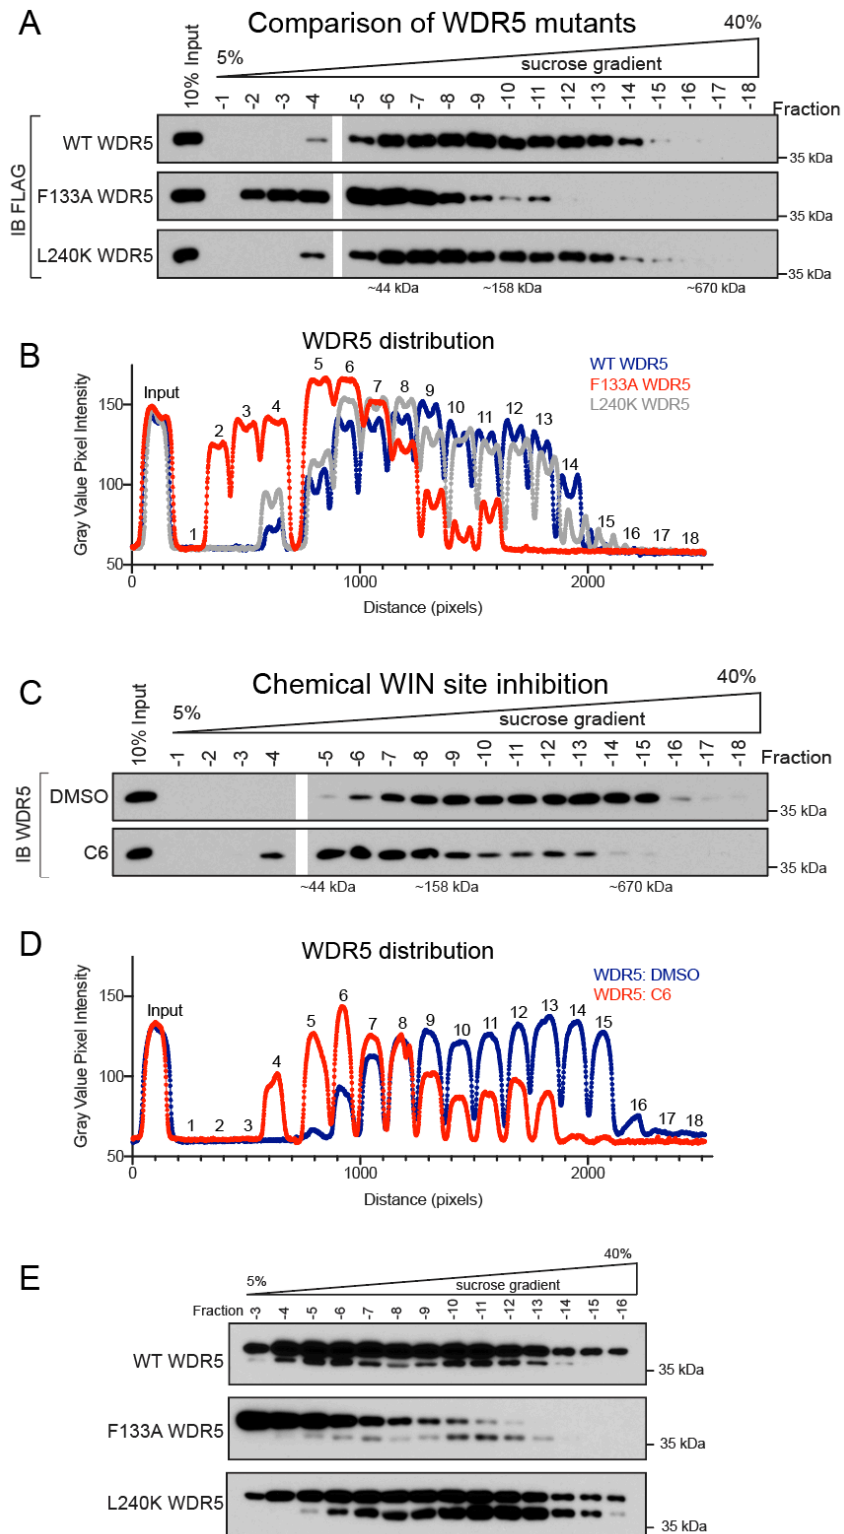 A
Comparison of WDR5 mutants
10% Input
5%
40%
sucrose gradient
-1 -2 -3 -4 -5 -6 -7 -8 -9 -10 -11 -12 -13 -14 -15 -16 -17 -18 Fraction
IB FLAG
WT WDR5
35 kDa
F133A WDR5
35 kDa
L240K WDR5
35 kDa
~44 kDa ~158 kDa ~670 kDa
B
WDR5 distribution
WT WDR5
F133A WDR5
L240K WDR5
Gray Value Pixel Intensity
150
100
50
Input 1 2 3 4 5 6 7 8 9 10 11 12 13 14 15 16 17 18
0 1000 2000
Distance (pixels)
C
Chemical WIN site inhibition
10% Input
5%
40%
sucrose gradient
-1 -2 -3 -4 -5 -6 -7 -8 -9 -10 -11 -12 -13 -14 -15 -16 -17 -18 Fraction
IB WDR5
DMSO
35 kDa
C6
35 kDa
~44 kDa ~158 kDa ~670 kDa
D
WDR5 distribution
WDR5: DMSO
WDR5: C6
Gray Value Pixel Intensity
150
100
50
Input 1 2 3 4 5 6 7 8 9 10 11 12 13 14 15 16 17 18
0 1000 2000
Distance (pixels)
E
5%
40%
sucrose gradient
Fraction -3 -4 -5 -6 -7 -8 -9 -10 -11 -12 -13 -14 -15 -16
WT WDR5
35 kDa
F133A WDR5
35 kDa
L240K WDR5
35 kDa